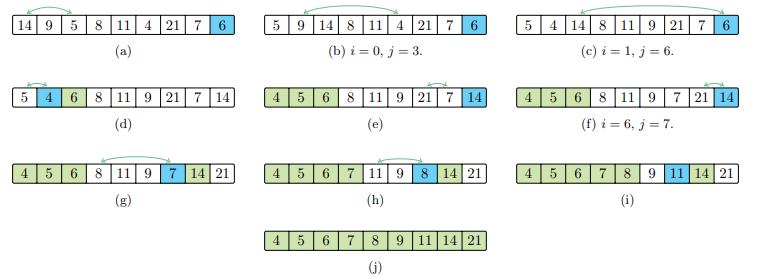 14 9 5 8 11 4 21 7 6
(a)
5 9 14 8 11 4 21 7 6
(b) i = 0, j = 3.
5 4 14 8 11 9 21 7 6
(c) i = 1, j = 6.
5 4 6 8 11 9 21 7 14
(d)
4 5 6 8 11 9 21 7 14
(e)
4 5 6 8 11 9 7 21 14
(f) i = 6, j = 7.
4 5 6 8 11 9 7 14 21
(g)
4 5 6 7 11 9 8 14 21
(h)
4 5 6 7 8 9 11 14 21
(i)
4 5 6 7 8 9 11 14 21
(j)